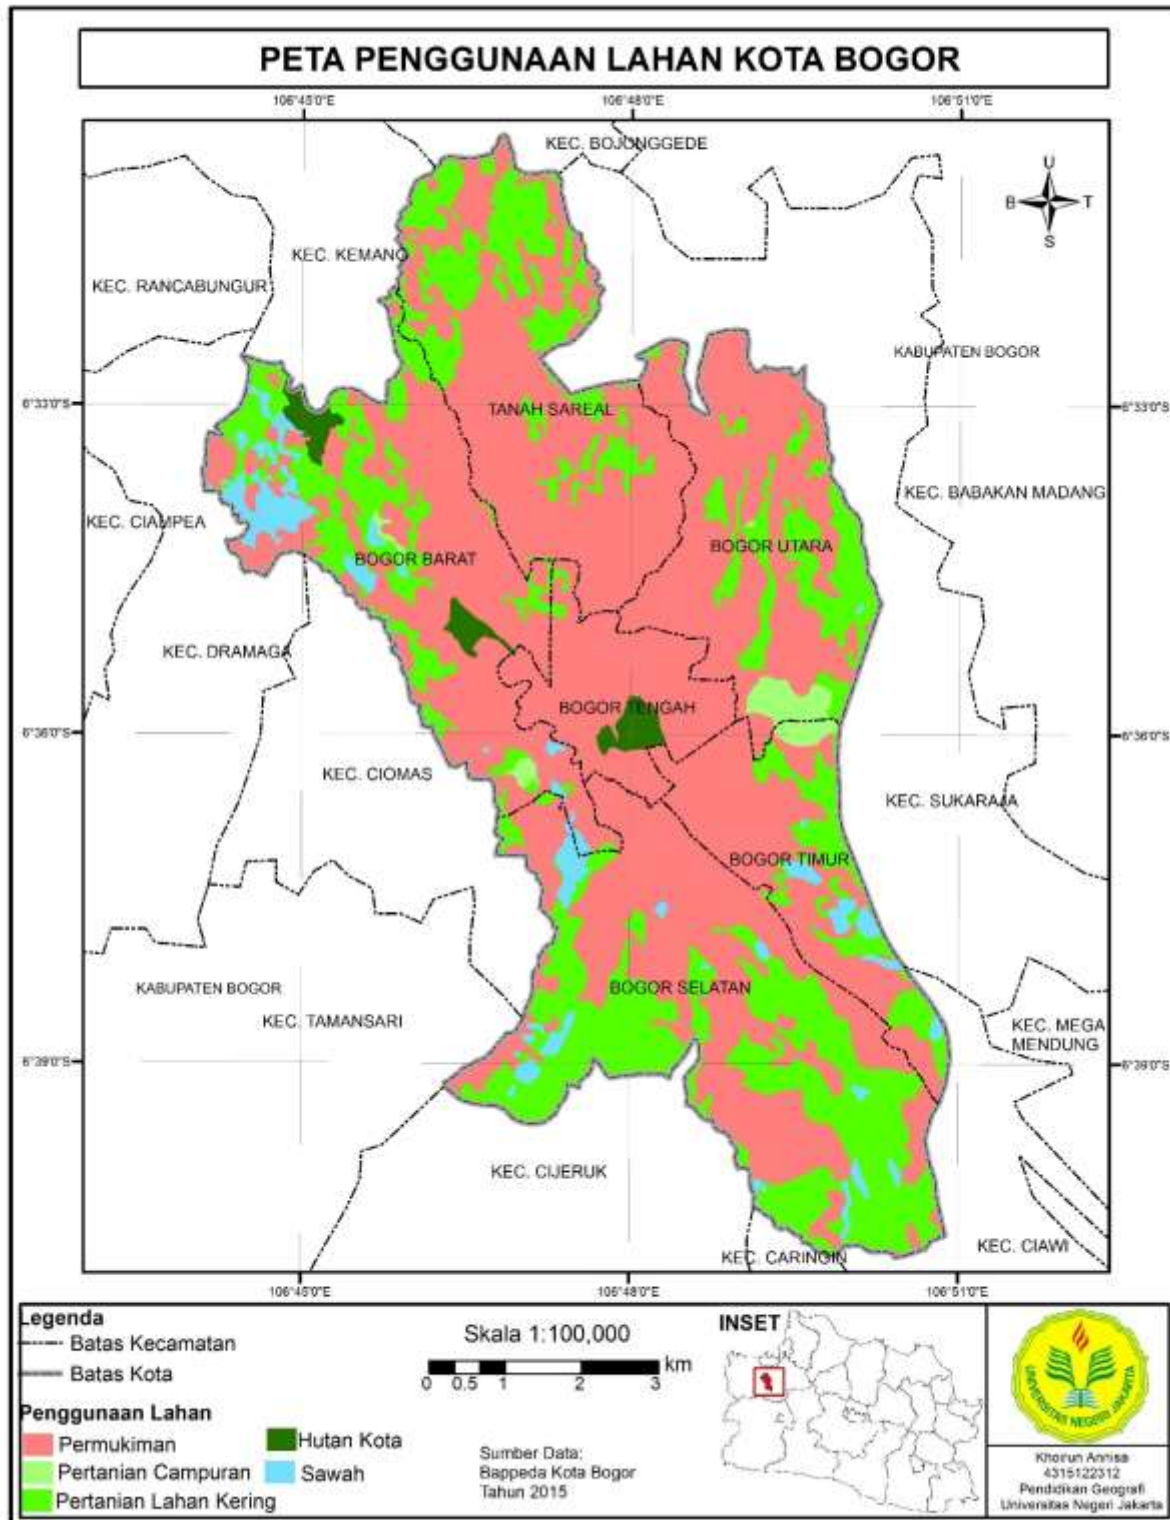 PETA PENGGUNAAN LAHAN KOTA BOGOR
106°45'0"E 106°48'0"E 106°51'0"E
KEC. BOJONGGEDE
U
B T
S
KEC. KEMANG
KEC. RANCABUNGUR
KABUPATEN BOGOR
6°33'0"S 6°33'0"S
TANAH SAREAL
KEC. BABAKAN MADANG
KEC. CIAMPEA
BOGOR UTARA
BOGOR BARAT
KEC. DRAMAGA
BOGOR TENGAH
6°36'0"S 6°36'0"S
KEC. CIOMAS
KEC. SUKARAJA
BOGOR TIMUR
KABUPATEN BOGOR
BOGOR SELATAN
KEC. TAMANSARI
KEC. MEGA
MENDUNG
6°39'0"S 6°39'0"S
KEC. CIJERUK
KEC. CIAWI
KEC. CARINGIN
106°45'0"E 106°48'0"E 106°51'0"E
Legenda
Batas Kecamatan
Batas Kota
Penggunaan Lahan
Permukiman
Pertanian Campuran
Pertanian Lahan Kering
Hutan Kota
Sawah
Skala 1:100,000
km
0 0.5 1 2 3
Sumber Data:
Bappeda Kota Bogor
Tahun 2015
INSET
UNIVERSITAS NEGERI JAKARTA
Khoirun Annisa
4315122312
Pendidikan Geografi
Universitas Negeri Jakarta